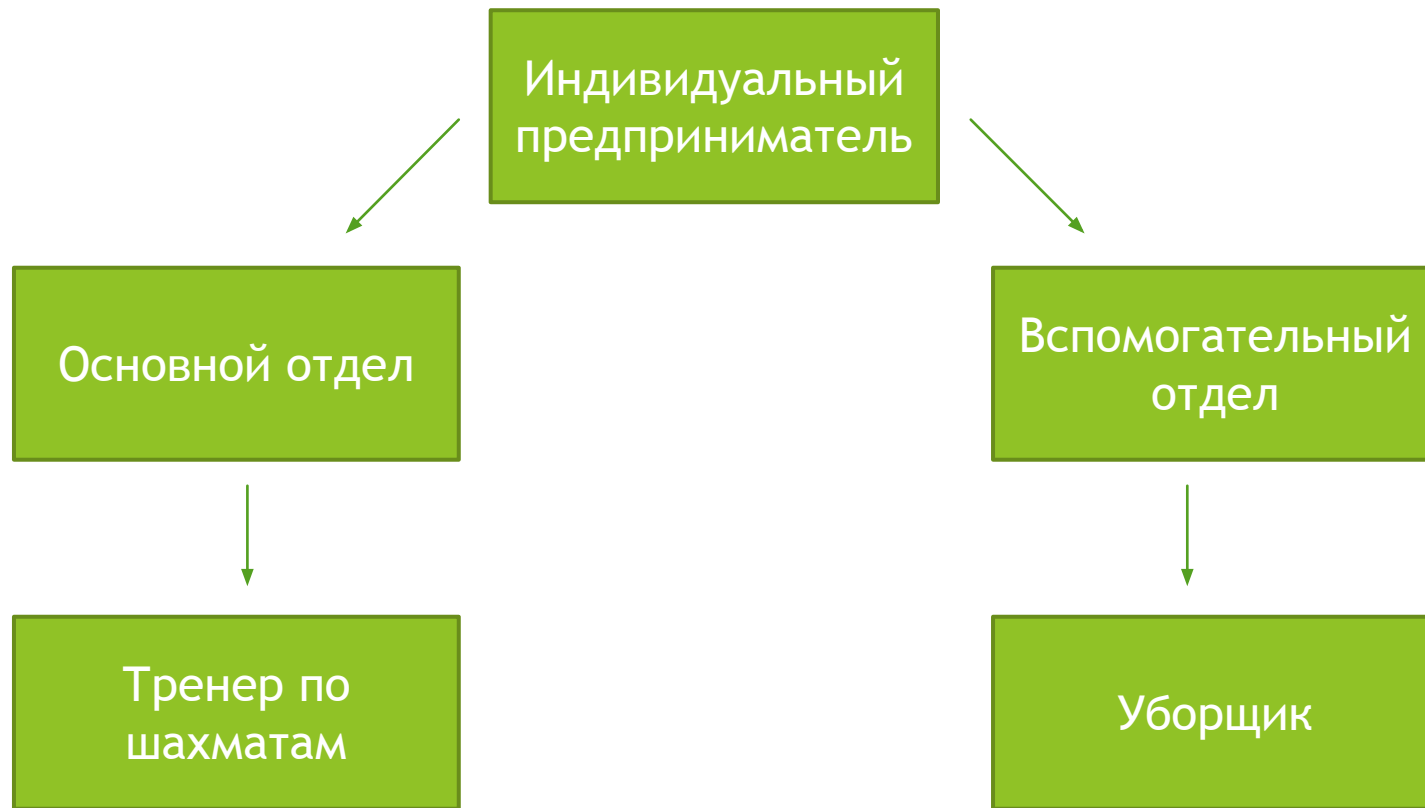 Индивидуальный
предприниматель
Основной отдел
Вспомогательный
отдел
Тренер по
шахматам
Уборщик